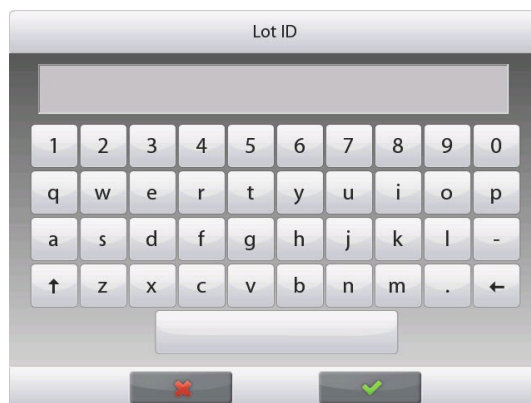 Lot ID
1 2 3 4 5 6 7 8 9 0
q w e r t y u i o p
a s d f g h j k l -
↑ z x c v b n m . ←